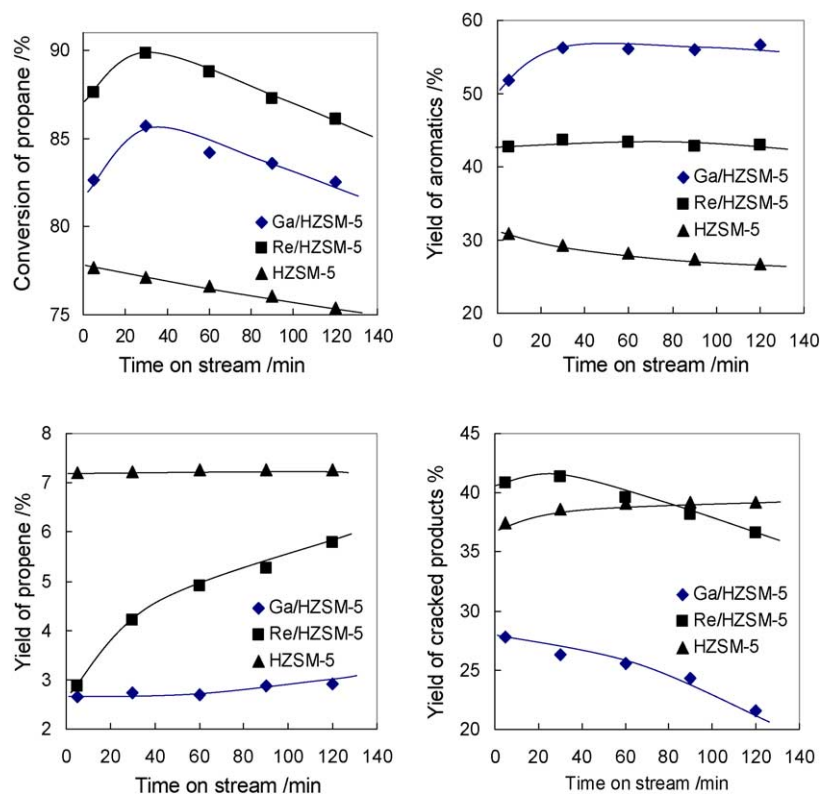 Conversion of propane /%
90
85
80
75
0 20 40 60 80 100 120 140
Time on stream /min
Ga/HZSM-5
Re/HZSM-5
HZSM-5
Yield of aromatics /%
60
50
40
30
20
0 20 40 60 80 100 120 140
Time on stream /min
Ga/HZSM-5
Re/HZSM-5
HZSM-5
Yield of propene /%
8
7
6
5
4
3
2
0 20 40 60 80 100 120 140
Time on stream /min
Ga/HZSM-5
Re/HZSM-5
HZSM-5
Yield of cracked products %
45
40
35
30
25
20
0 20 40 60 80 100 120 140
Time on stream /min
Ga/HZSM-5
Re/HZSM-5
HZSM-5